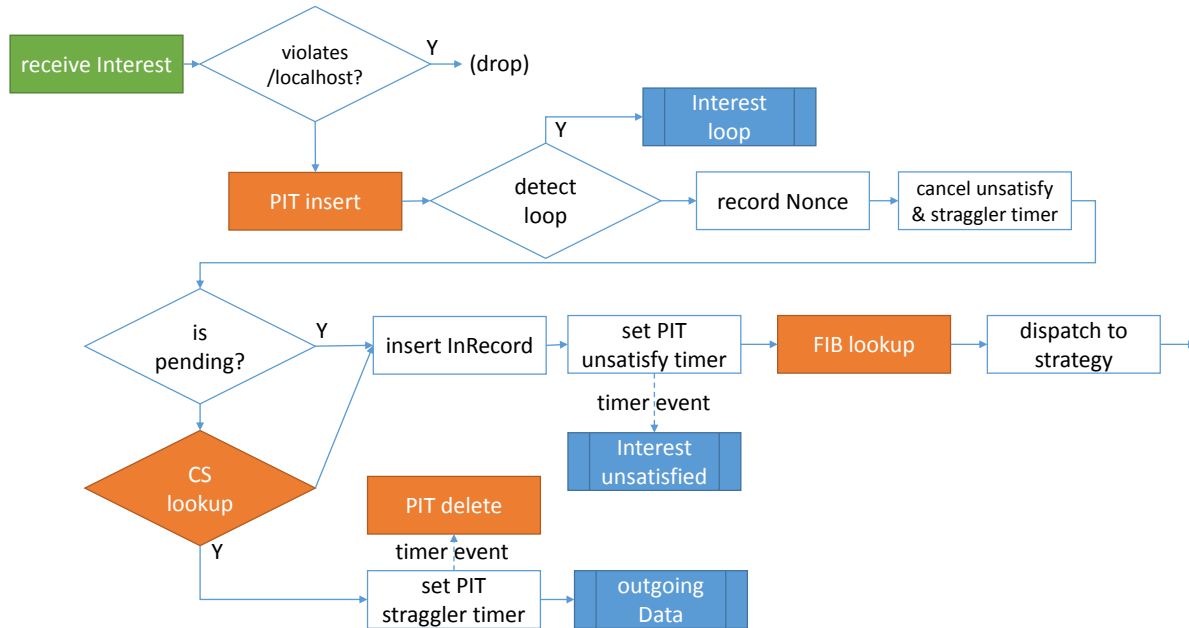 receive Interest
violates
/localhost?
Y
(drop)
Interest
loop
Y
PIT insert
detect
loop
record Nonce
cancel unsatisfy
& straggler timer
is
pending?
Y
insert InRecord
set PIT
unsatisfy timer
FIB lookup
dispatch to
strategy
timer event
Interest
unsatisfied
CS
lookup
Y
PIT delete
timer event
set PIT
straggler timer
outgoing
Data